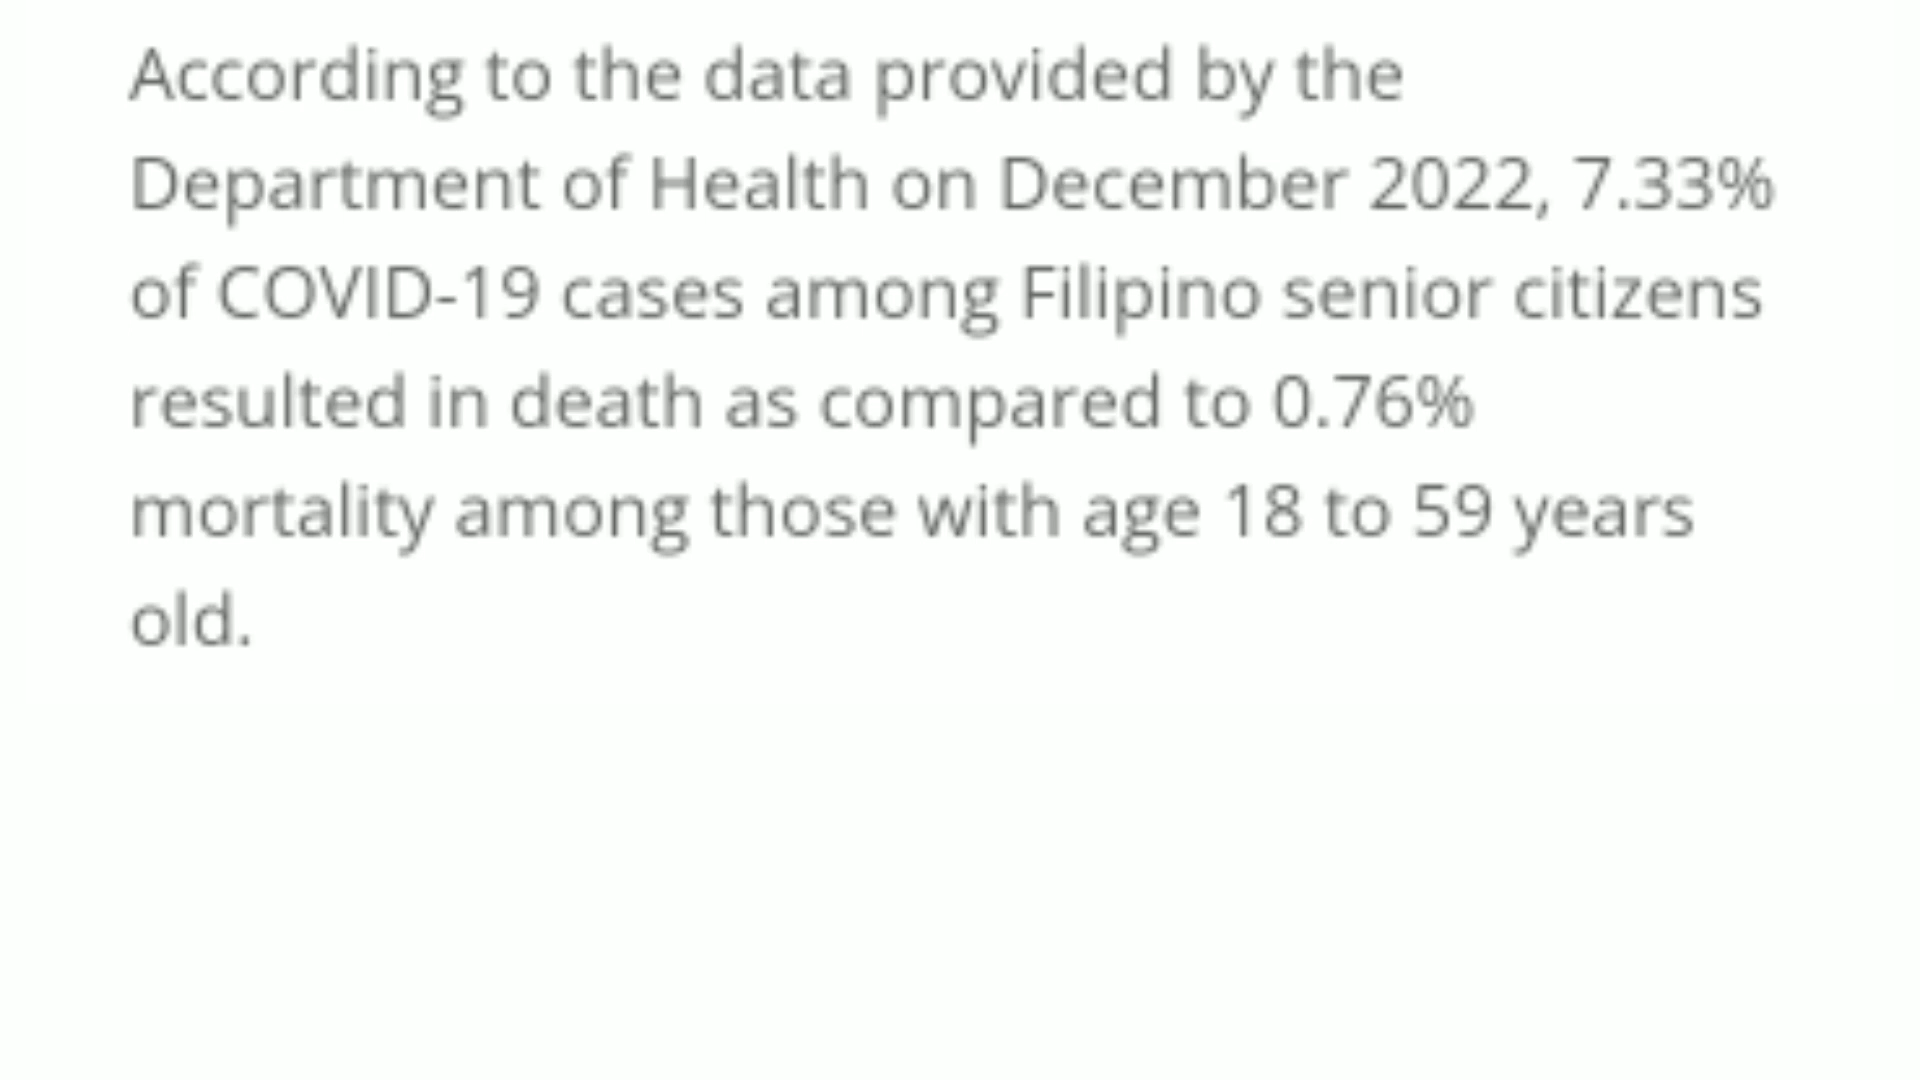 According to the data provided by the
Department of Health on December 2022, 7.33%
of COVID-19 cases among Filipino senior citizens
resulted in death as compared to 0.76%
mortality among those with age 18 to 59 years
old.